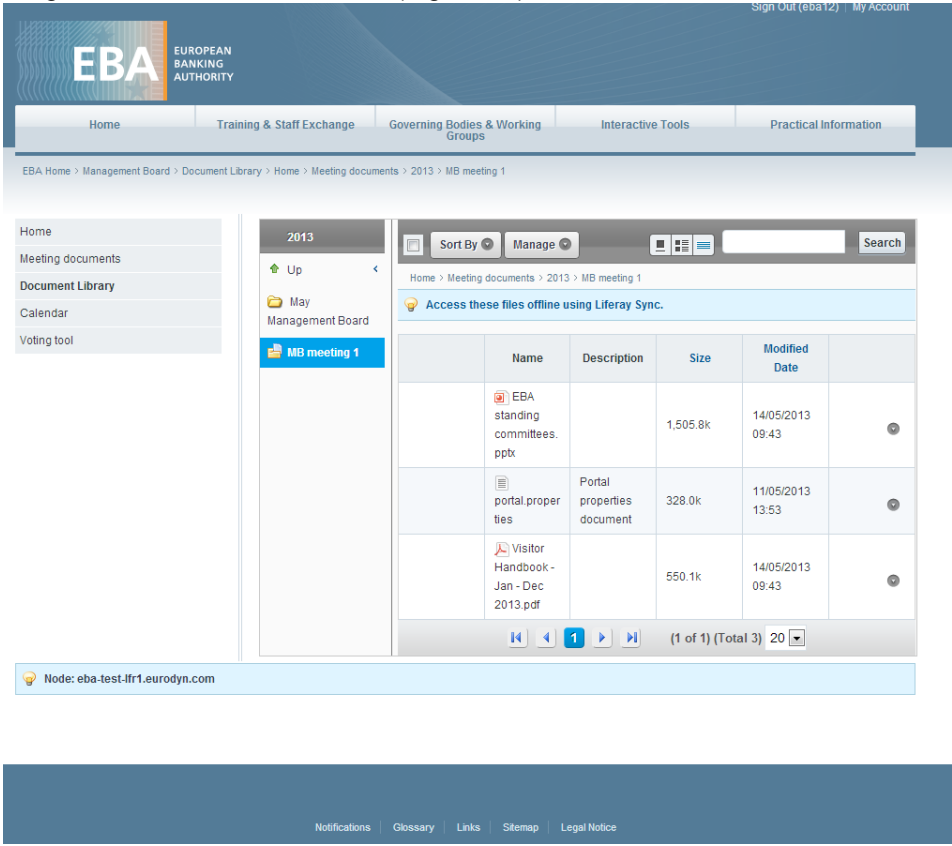 Sign Out (eba12) My Account
EBA EUROPEAN
BANKING
AUTHORITY
Home Training & Staff Exchange Governing Bodies & Working Interactive Tools Practical Information
Groups
EBA Home > Management Board > Document Library > Home > Meeting documents > 2013 > MB meeting 1
Home
Meeting documents
Document Library
Calendar
Voting tool
2013
Up
May
Management Board
MB meeting 1
Sort By Manage Search
Home > Meeting documents > 2013 > MB meeting 1
Access these files offline using Liferay Sync.
Name Description Size Modified
Date
EBA
standing
committees.
pptx
1,505.8k
14/05/2013
09:43
portal.proper
ties
Portal
properties
document
328.0k
11/05/2013
13:53
Visitor
Handbook -
Jan - Dec
2013.pdf
550.1k
14/05/2013
09:43
1 (1 of 1) (Total 3) 20
Node: eba-test-lfr1.eurodyn.com
Notifications Glossary Links Sitemap Legal Notice